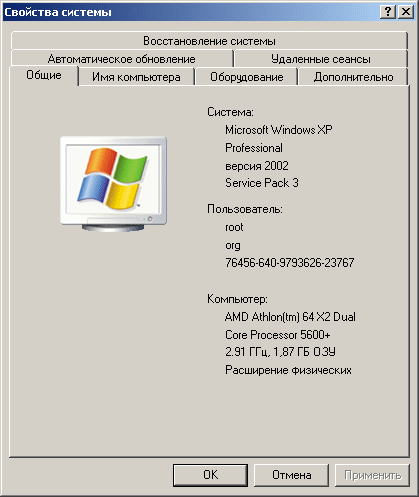 Свойства системы
Восстановление системы
Автоматическое обновление Удаленные сеансы
Общие Имя компьютера Оборудование Дополнительно
Система:
Microsoft Windows XP
Professional
версия 2002
Service Pack 3
Пользователь:
root
org
76456-640-9793626-23767
Компьютер:
AMD Athlon(tm) 64 X2 Dual
Core Processor 5600+
2.91 ГГц, 1,87 ГБ ОЗУ
Расширение физических
OK Отмена Применить